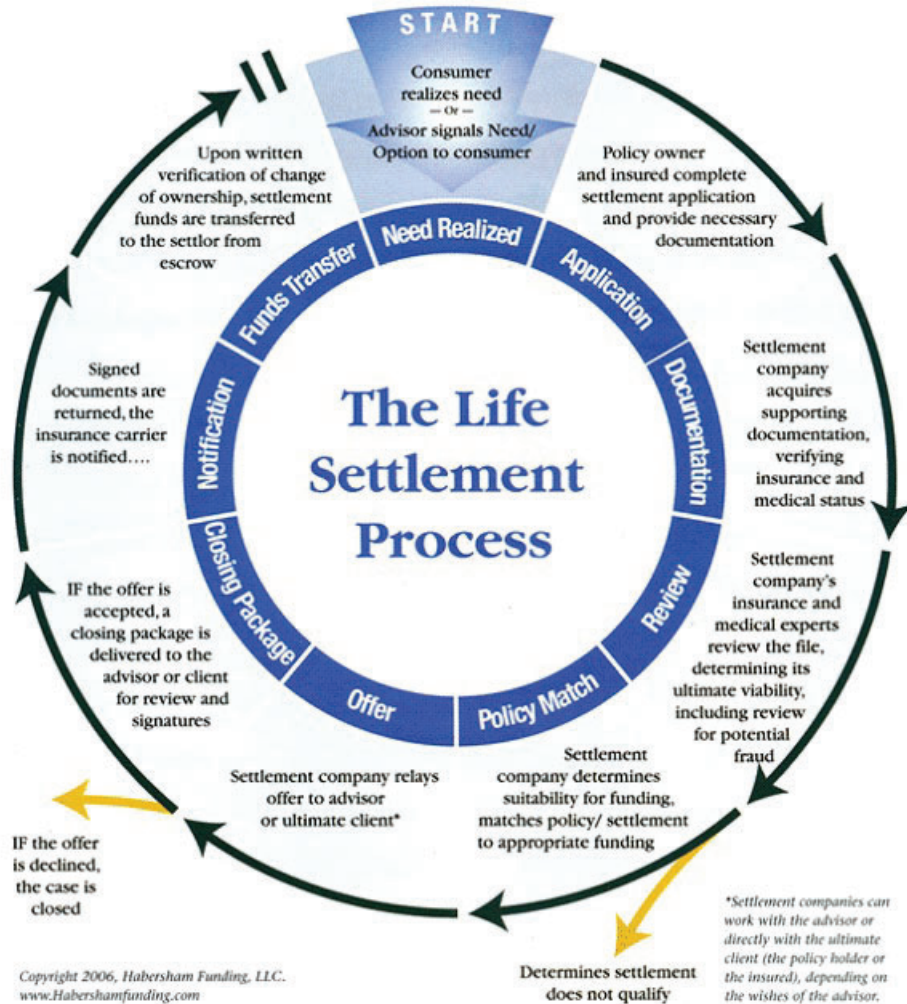 START
Consumer
realizes need
— Or —
Advisor signals Need/
Option to consumer
Need Realized
Policy owner
and insured complete
settlement application
and provide necessary
documentation
Application
Settlement
company
acquires
supporting
documentation,
verifying
insurance and
medical status
Documentation
Settlement
company's
insurance and
medical experts
review the file,
determining its
ultimate viability,
including review
for potential
fraud
Review
Settlement
company determines
suitability for funding,
matches policy/ settlement
to appropriate funding
Policy Match
Determines settlement
does not qualify
Settlement company relays
offer to advisor
or ultimate client*
Offer
IF the offer
is declined,
the case is
closed
IF the offer is
accepted, a
closing package is
delivered to the
advisor or client
for review and
signatures
Closing Package
Signed
documents are
returned, the
insurance carrier
is notified....
Notification
Upon written
verification of change
of ownership, settlement
funds are transferred
to the settlor from
escrow
Funds Transfer
The Life
Settlement
Process
*Settlement companies can
work with the advisor or
directly with the ultimate
client (the policy holder or
the insured), depending on
the wishes of the advisor.
Copyright 2006, Habersham Funding, LLC.
www.Habershamfunding.com